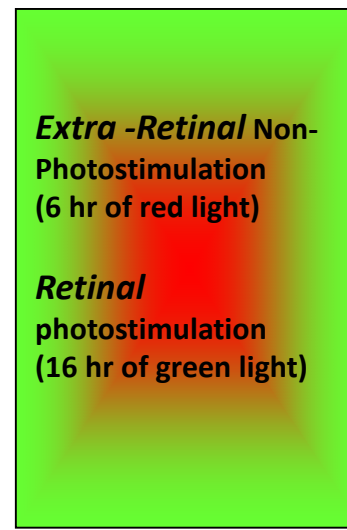 Extra -Retinal Non-
Photostimulation
(6 hr of red light)
Retinal
photostimulation
(16 hr of green light)